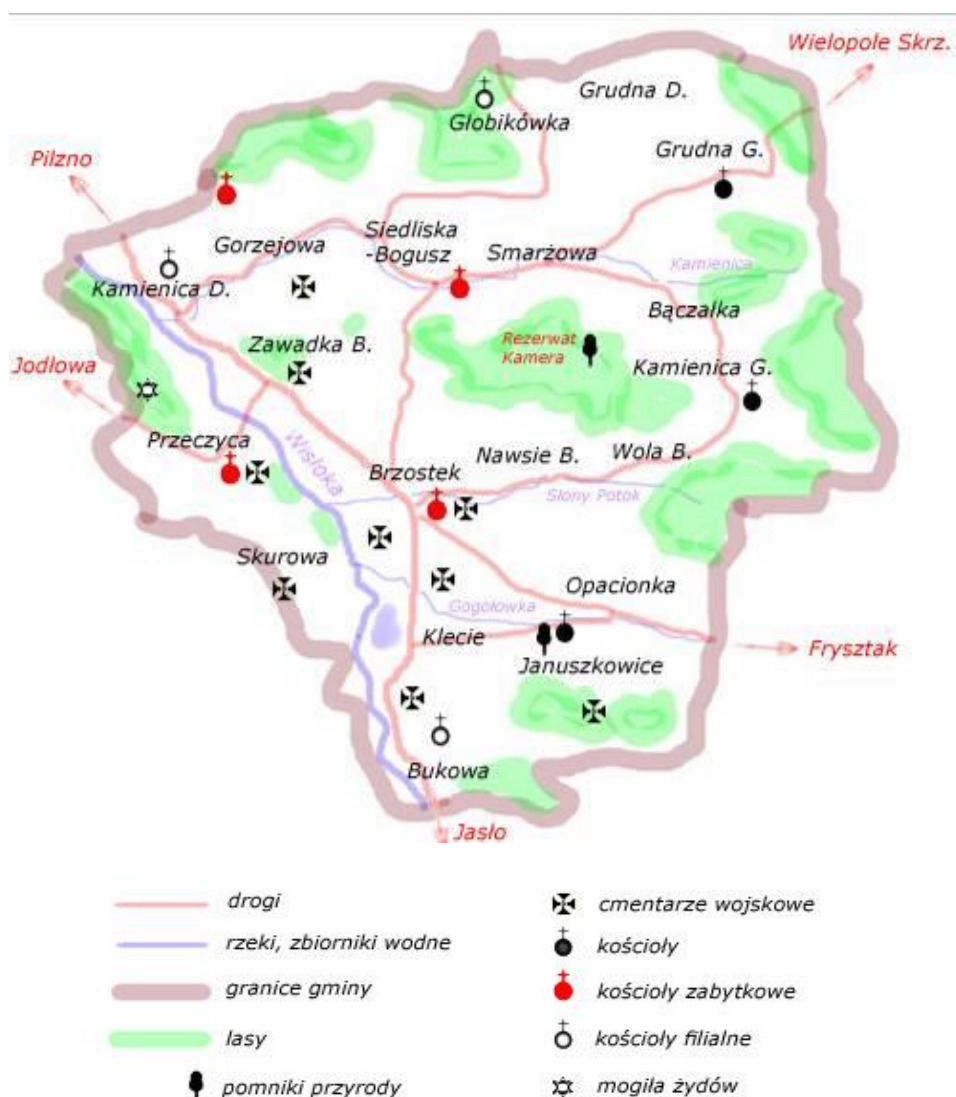 Wielopole Skrz.
Grudna D.
Głobikówka
Pilzno
Grudna G.
Gorzejowa
Siedliska
-Bogusz
Smarżowa
Kamienica
Kamienica D.
Bączałka
Zawadka B.
Rezerwat
Kamera
Jodłowa
Kamienica G.
Przeczyca
Wisłoka
Brzostek
Nawsie B.
Wola B.
Słony Potok
Skurowa
Opacionka
Gogołówka
Klecie
Januszkowice
Frysztak
Bukowa
Jasło
drogi
rzeki, zbiorniki wodne
granice gminy
lasy
pomniki przyrody
cmentarze wojskowe
kościoły
kościoły zabytkowe
kościoły filialne
mogiła żydów